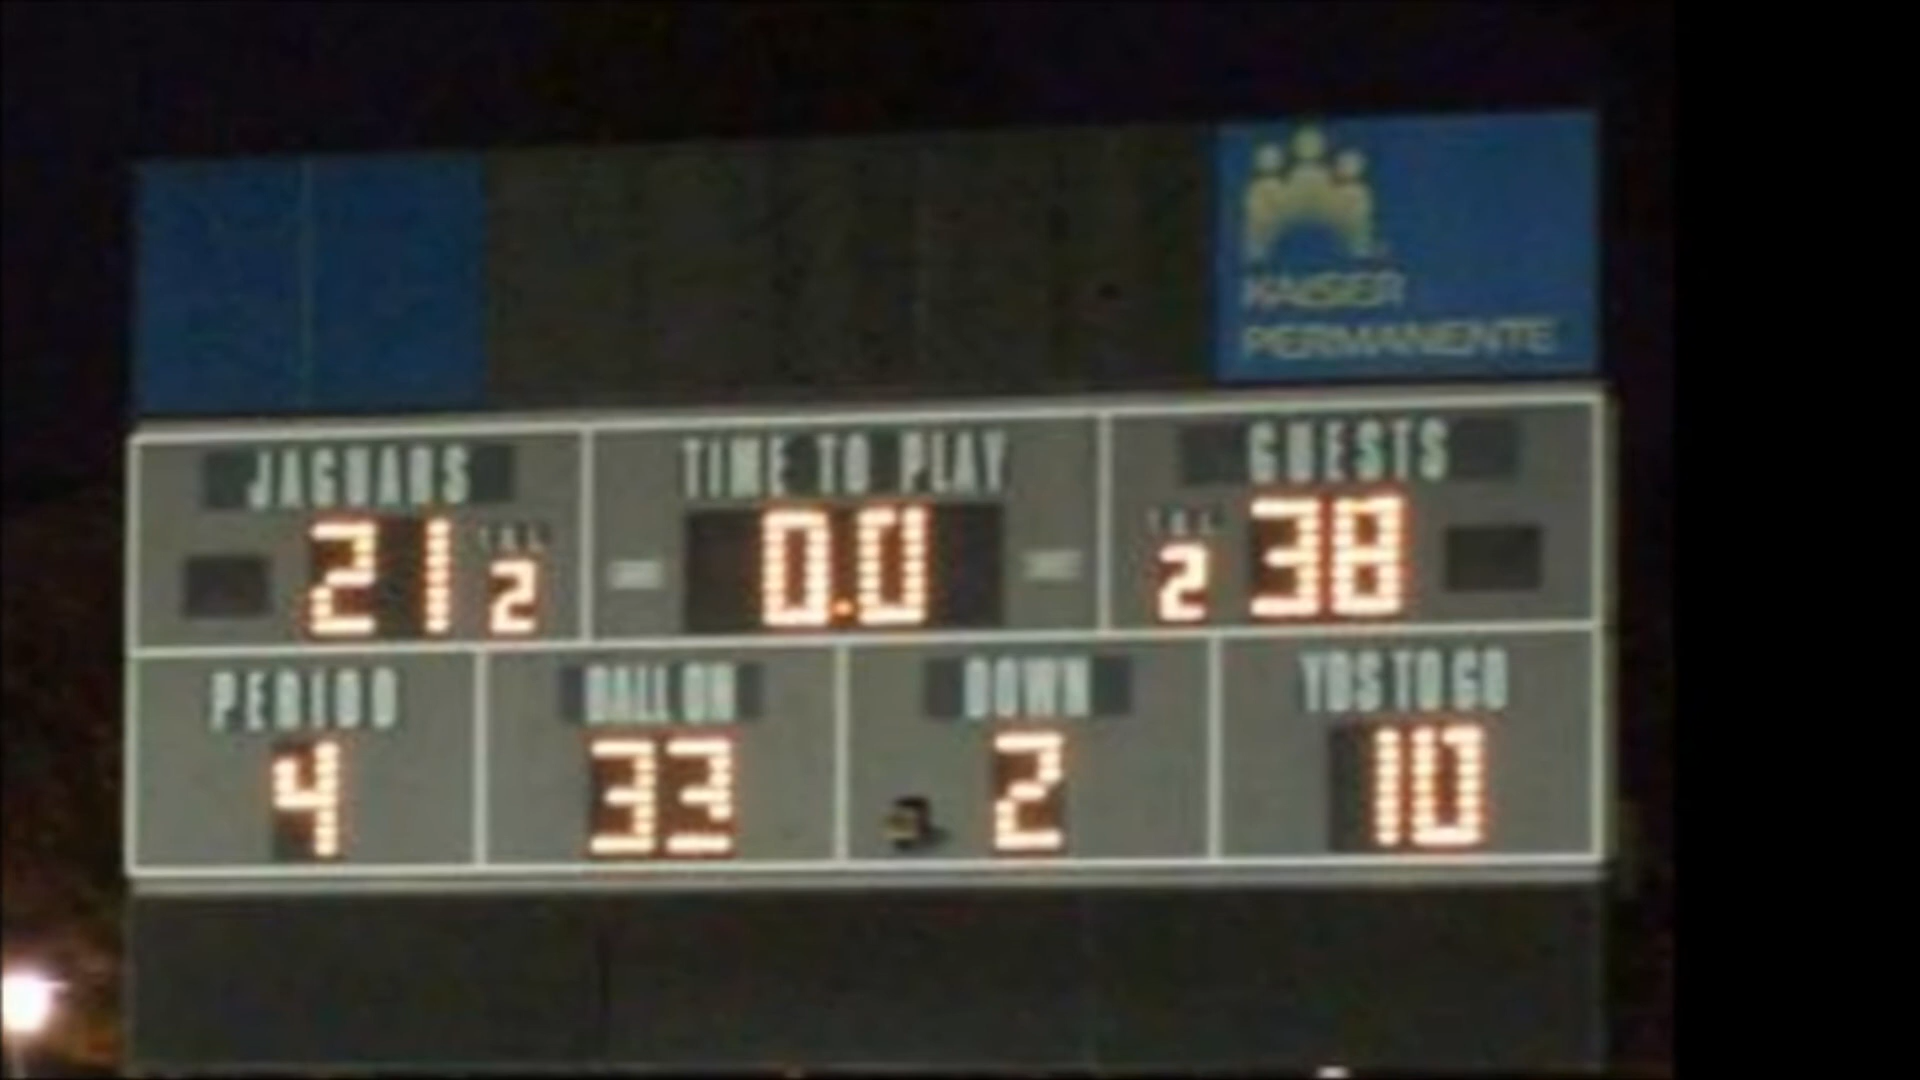 KAISER
PERMANENTE
JAGUARS TIME TO PLAY GUESTS
21 T.O.L. 2 0.0 T.O.L. 2 38
PERIOD BALL ON DOWN YDS TO GO
4 33 2 10